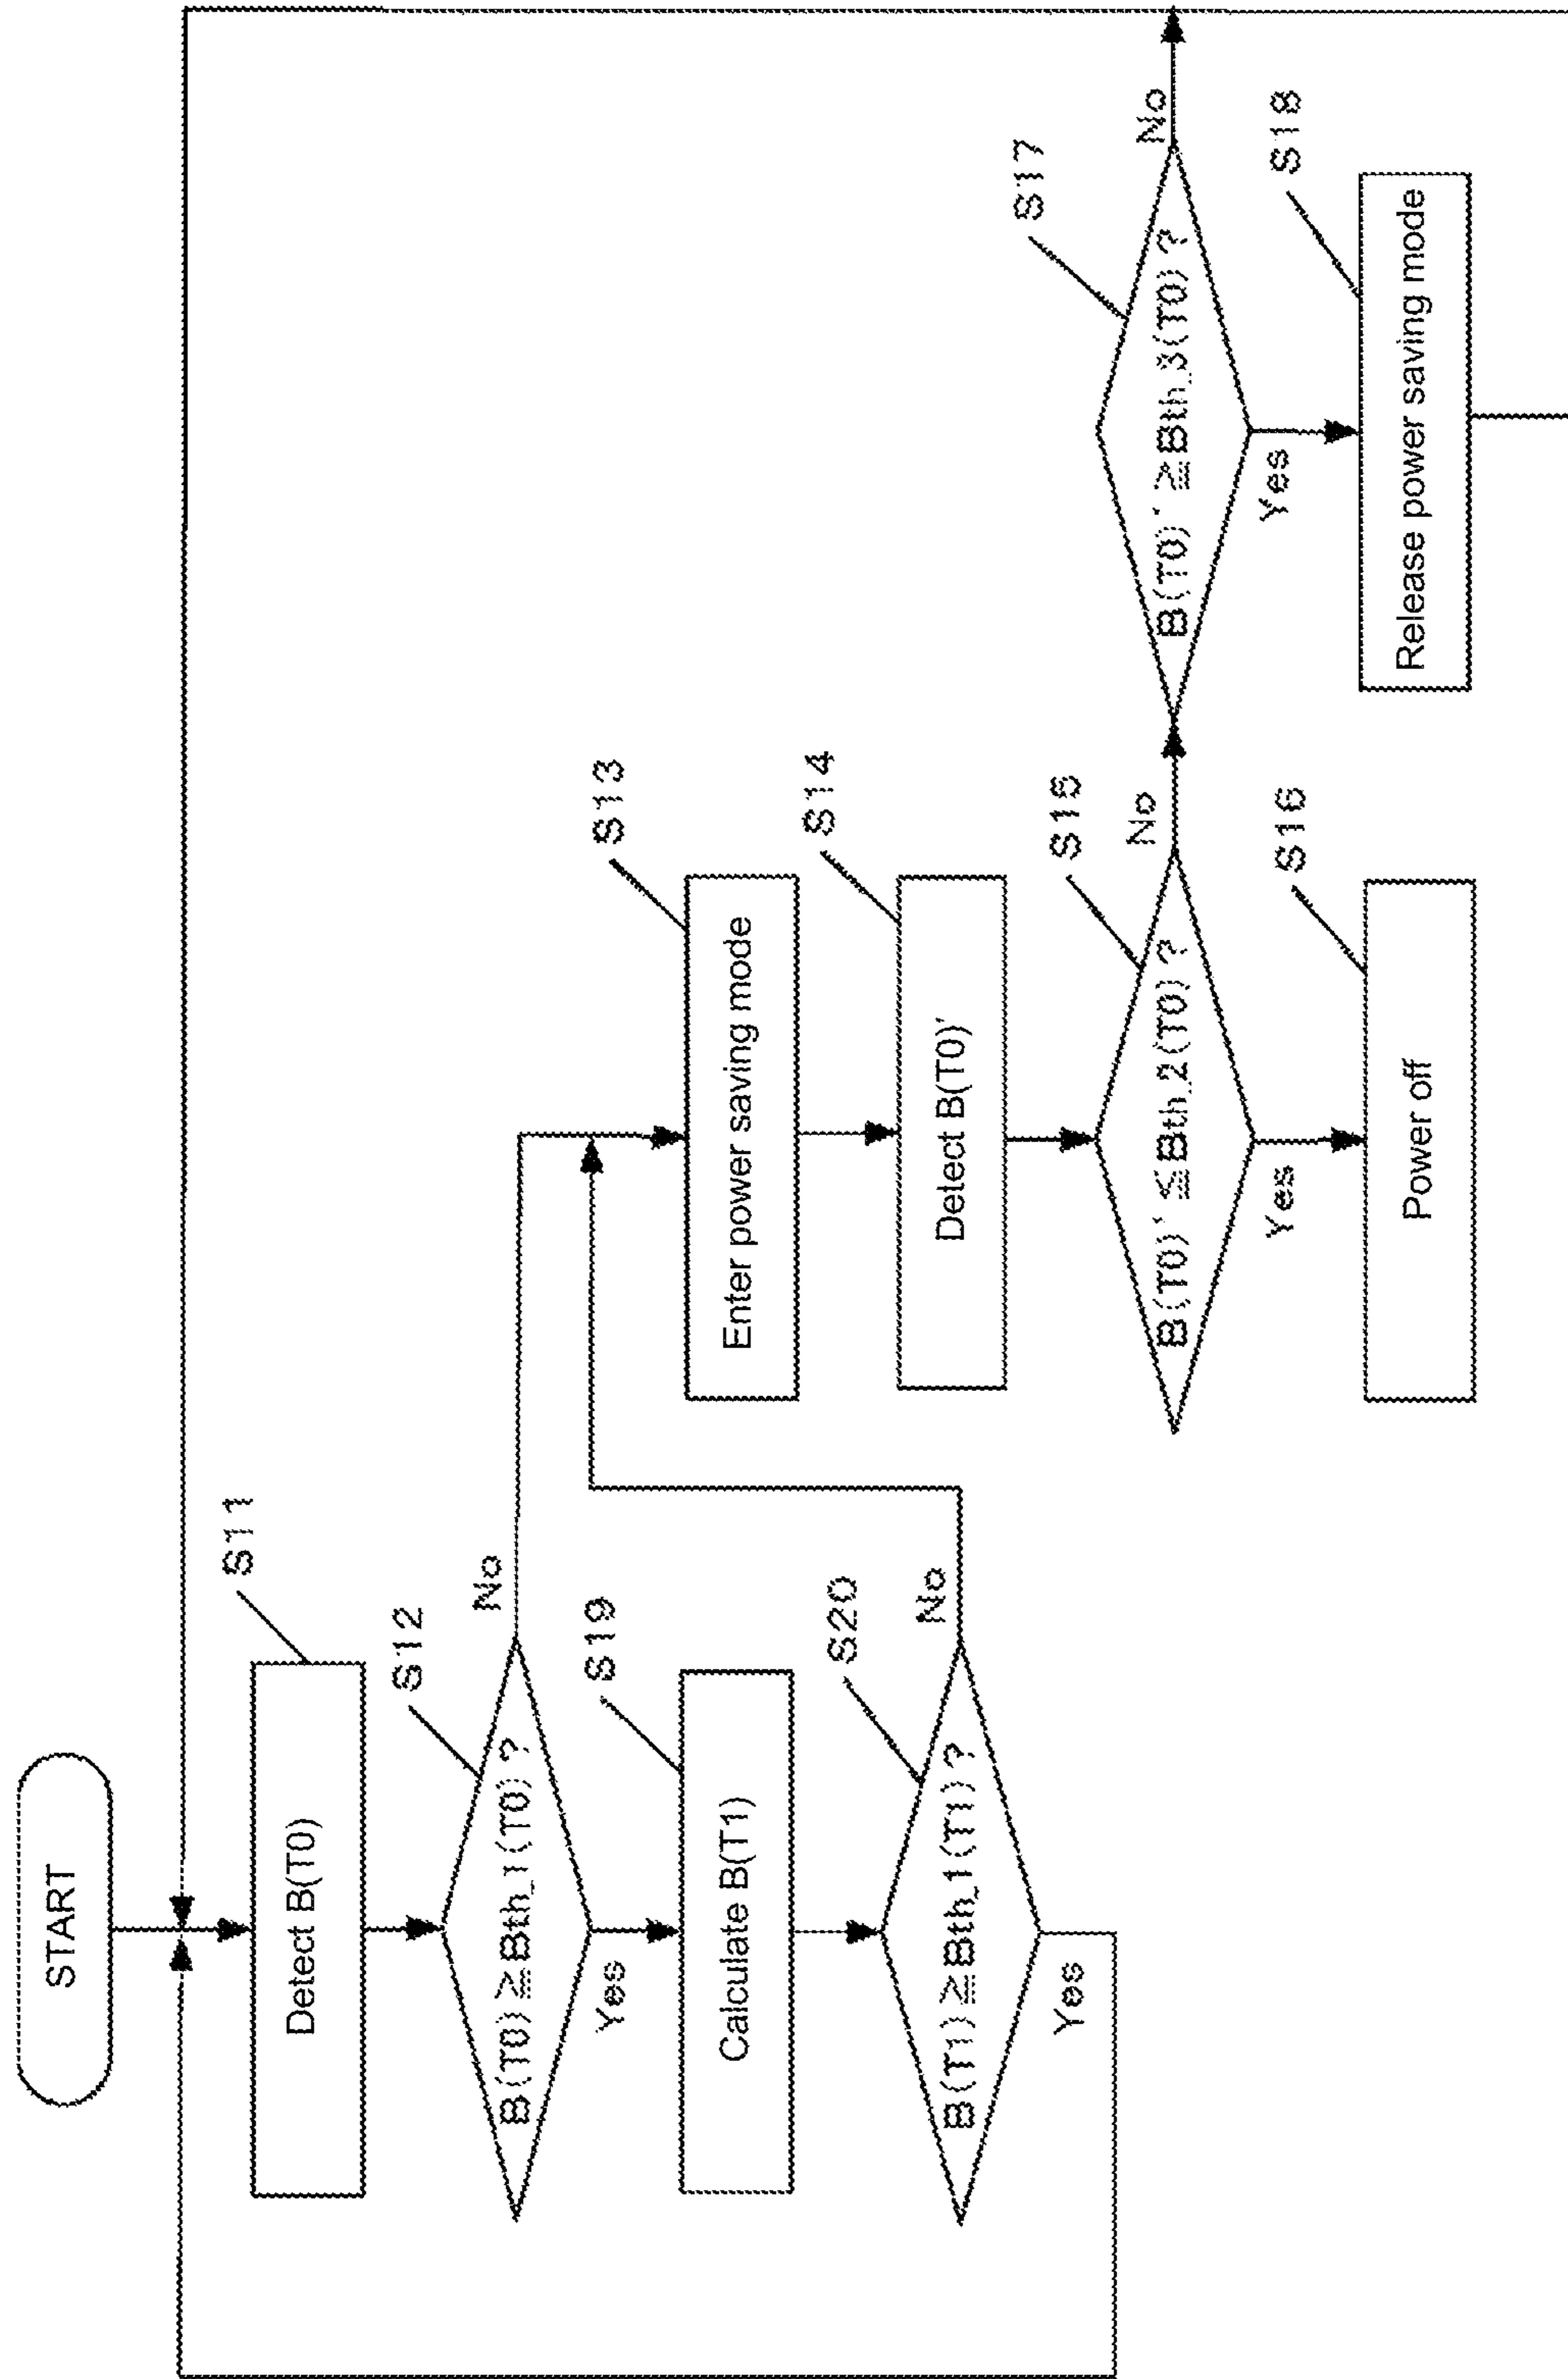 START
Detect B(T0)
S11
B(T0)≧Bth_1(T0)?
S12
No
Yes
Calculate B(T1)
S19
B(T1)≧Bth_1(T1)?
S20
No
Yes
Enter power saving mode
S13
Detect B(T0)'
S14
B(T0)'≦Bth_2(T0)?
S15
No
Yes
Power off
S16
B(T0)'≧Bth_3(T0)?
S17
No
Yes
Release power saving mode
S18